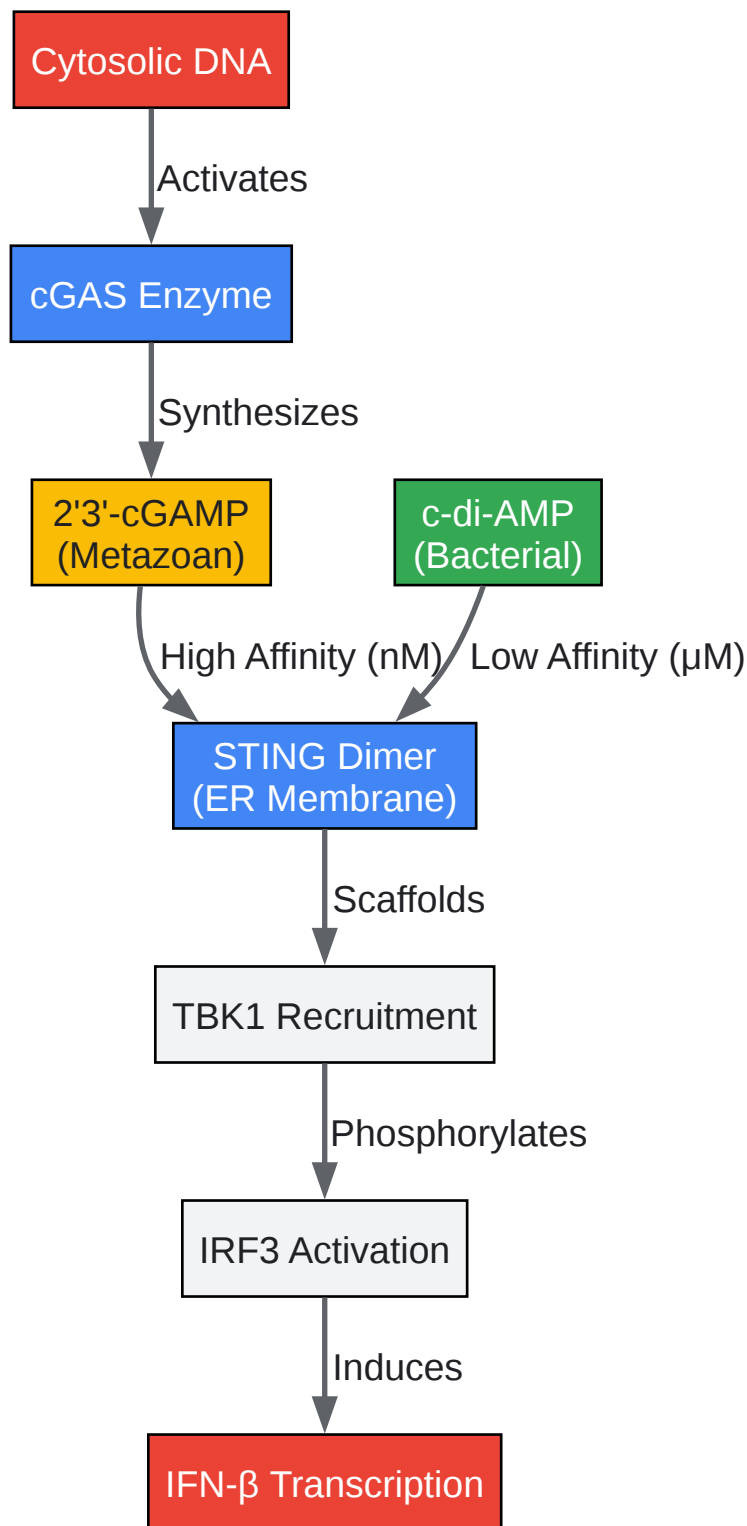 Cytosolic DNA
Activates
cGAS Enzyme
Synthesizes
2'3'-cGAMP
(Metazoan)
c-di-AMP
(Bacterial)
High Affinity (nM)
Low Affinity (μM)
STING Dimer
(ER Membrane)
Scaffolds
TBK1 Recruitment
Phosphorylates
IRF3 Activation
Induces
IFN-β Transcription